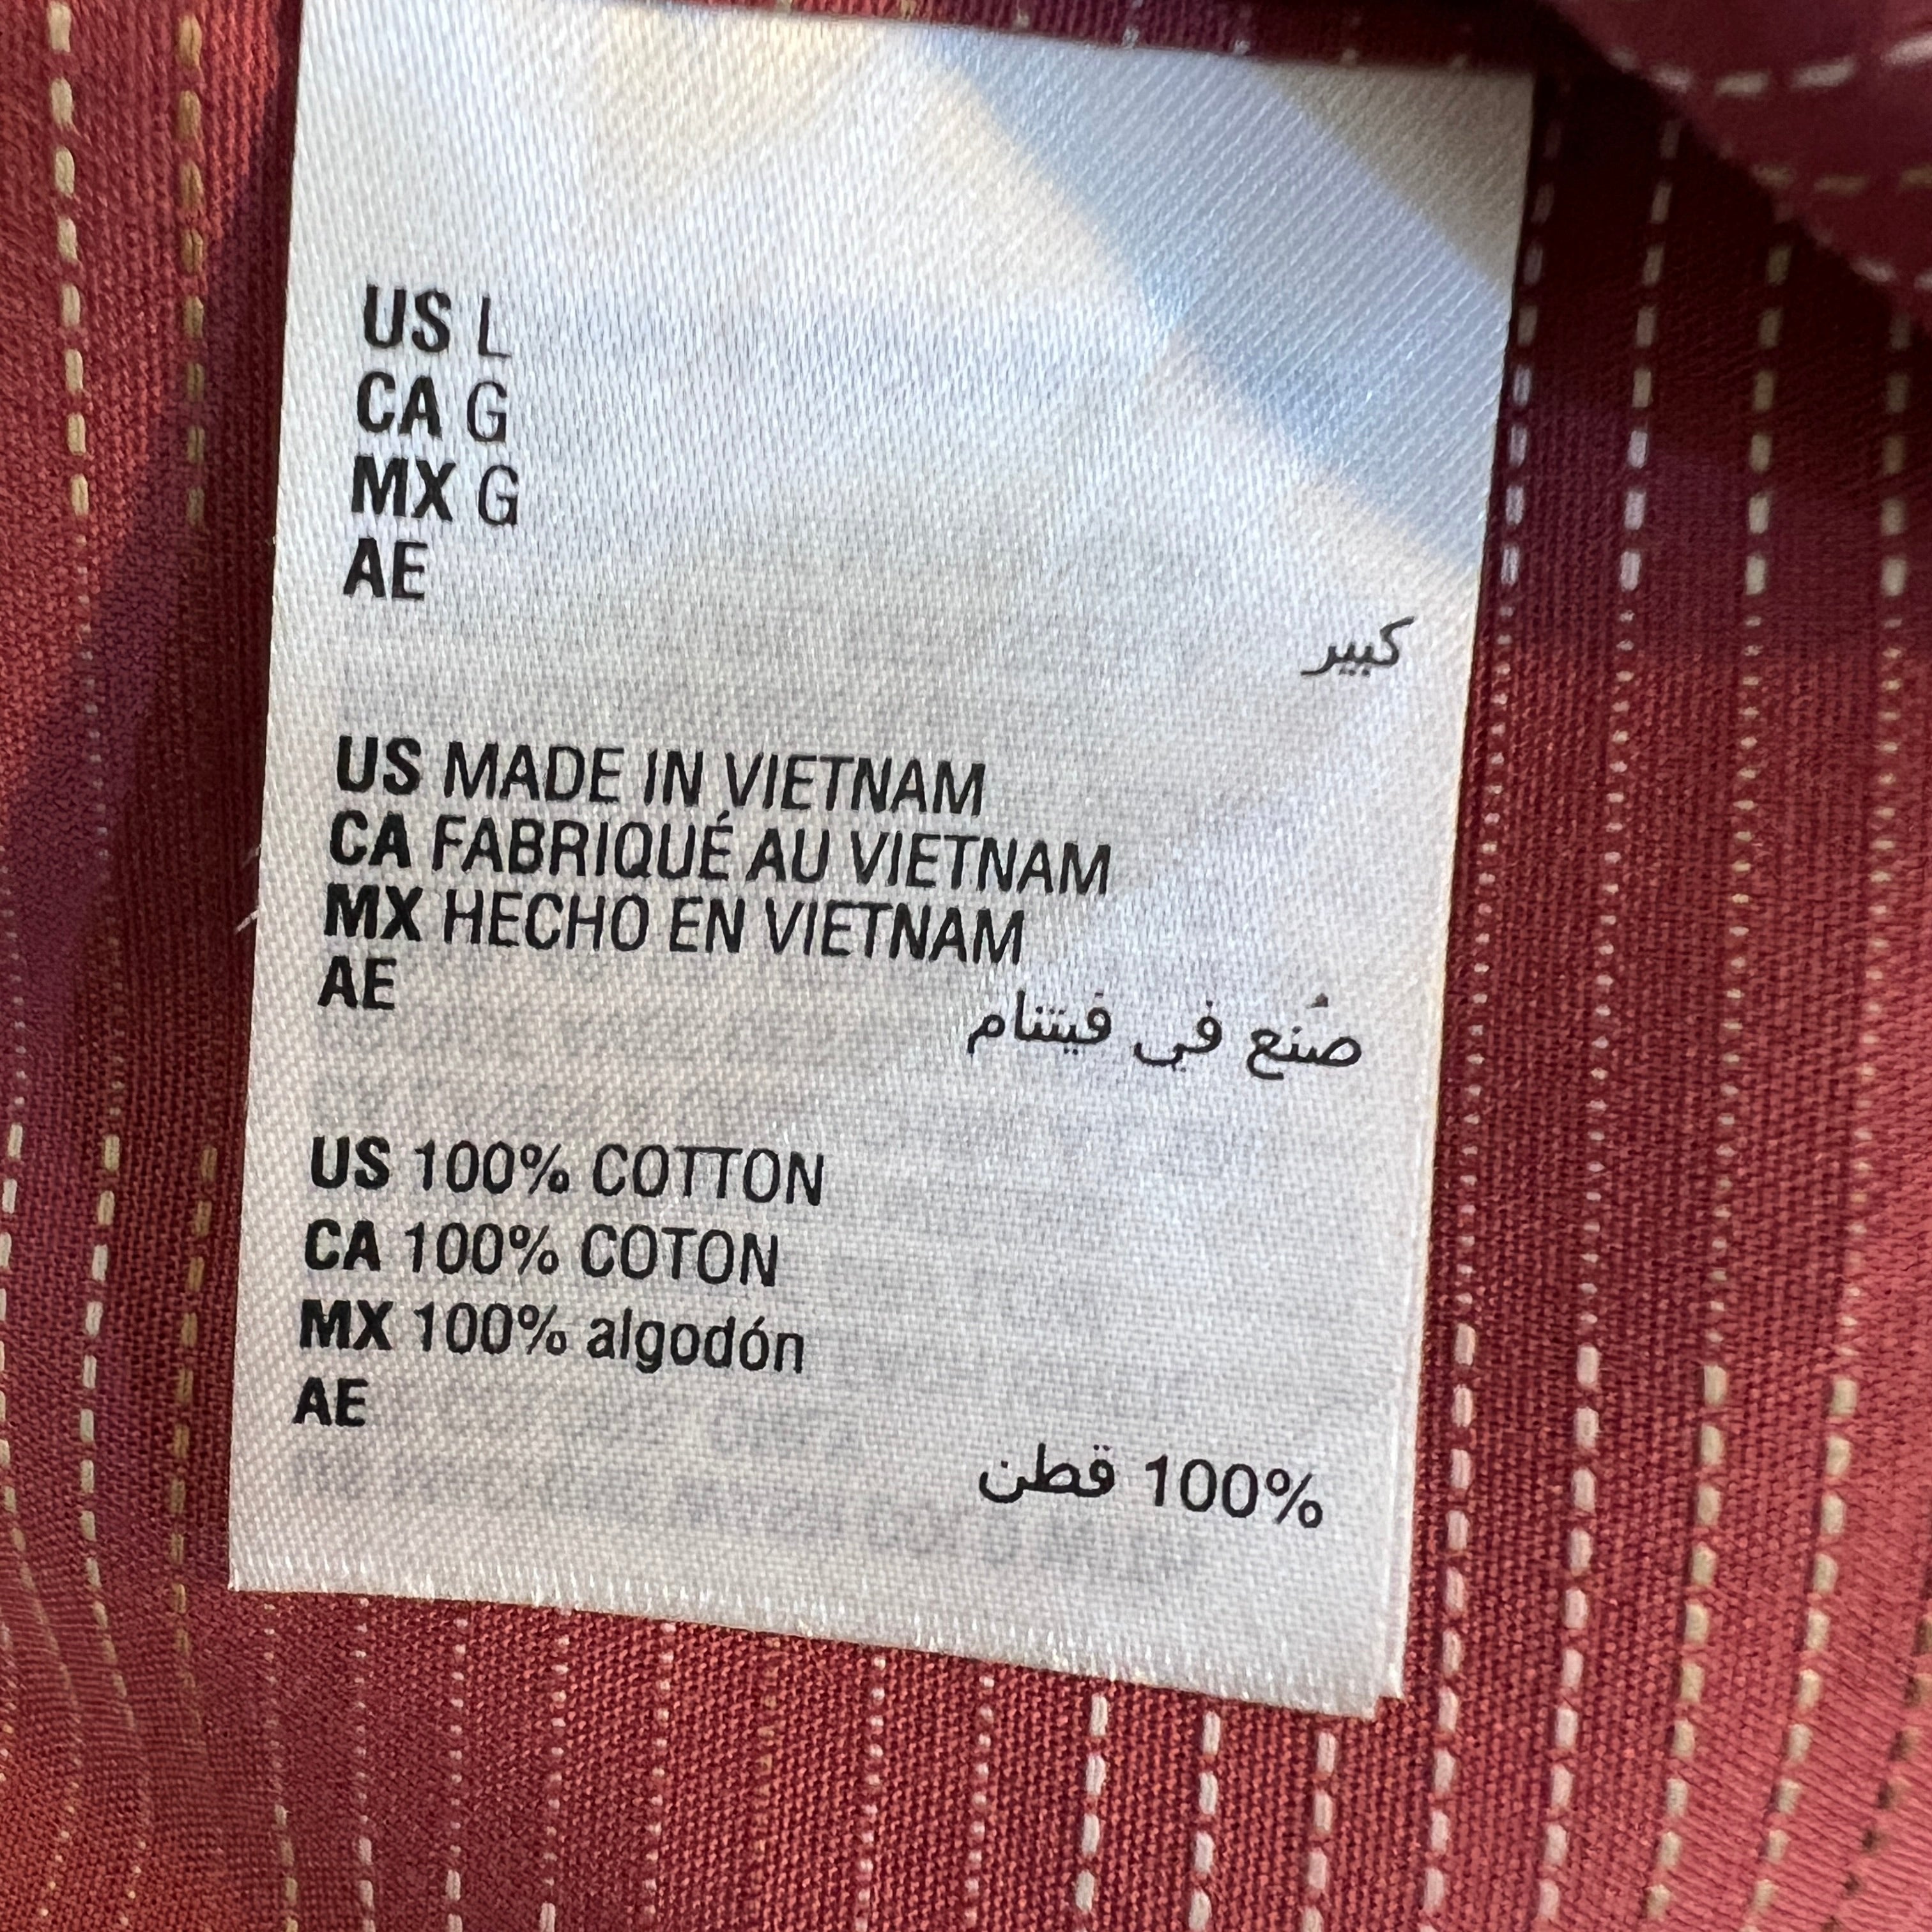 US L
CA G
MX G
AE
كبير
US MADE IN VIETNAM
CA FABRIQUÉ AU VIETNAM
MX HECHO EN VIETNAM
AE
صُنع في فيتنام
US 100% COTTON
CA 100% COTON
MX 100% algodón
AE
100% قطن